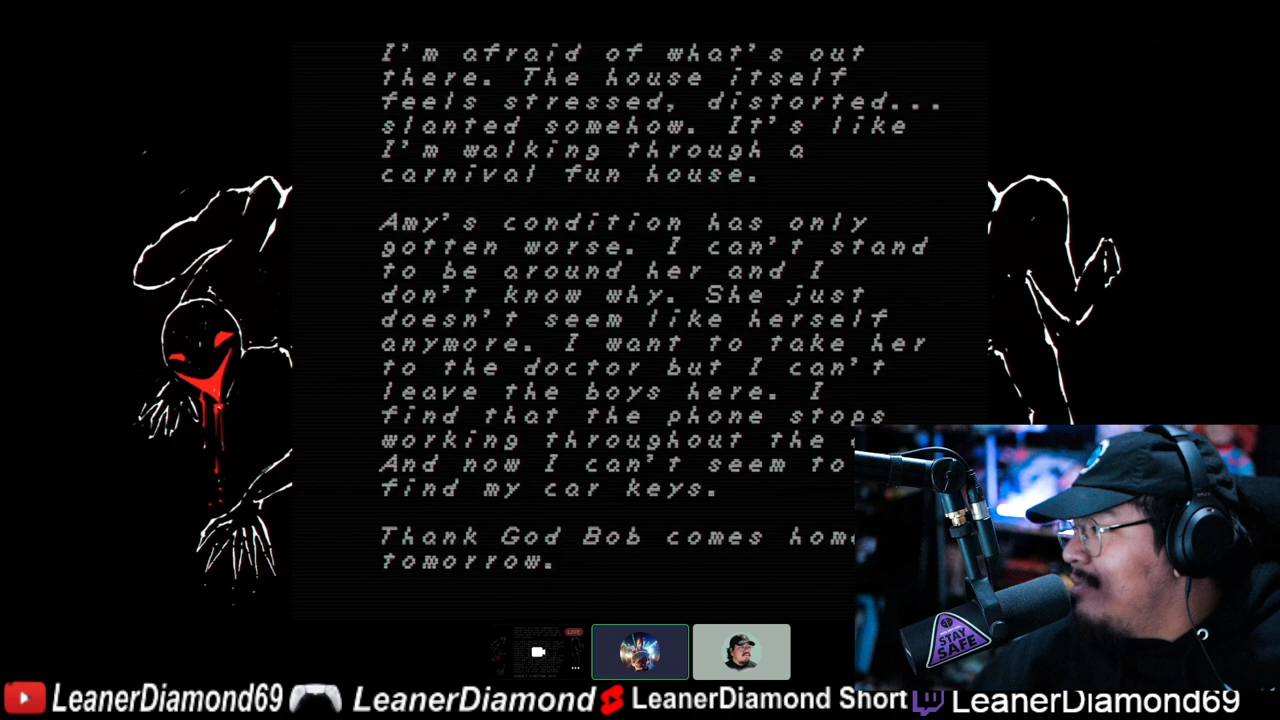 I'm afraid of what's out
there. The house itself
feels stressed, distorted...
slanted somehow. It's like
I'm walking through a
carnival fun house.
Amy's condition has only
gotten worse. I can't stand
to be around her and I
don't know why. She just
doesn't seem like herself
anymore. I want to take her
to the doctor but I can't
leave the boys here. I
find that the phone stops
working throughout the
And now I can't seem to
find my car keys.
Thank God Bob comes home
tomorrow.
LIVE
STAY
SAFE
LeanerDiamond69 LeanerDiamond LeanerDiamond Short LeanerDiamond69